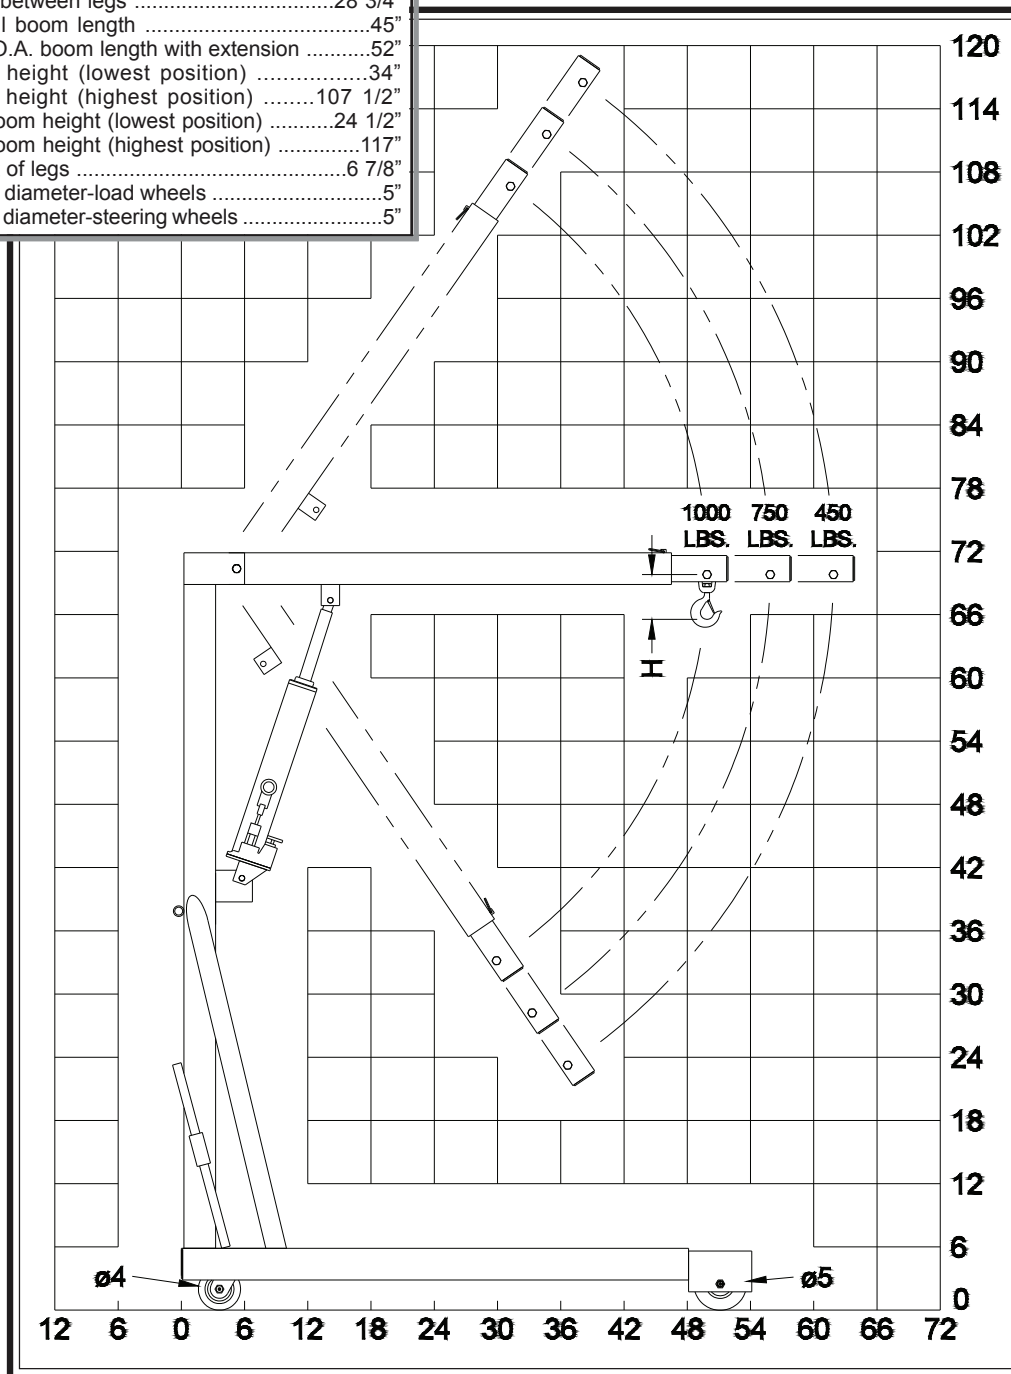 between legs ................................28 3/4
boom length .....................................45”
boom length with extension ..........52”
height (lowest position) ..................34”
height (highest position) ........107 1/2”
height (lowest position) ..........24 1/2”
height (highest position) .............117”
of legs ............................................6 7/8”
diameter-load wheels ............................5”
diameter-steering wheels .......................5”
120
114
108
102
96
90
84
78
1000 LBS.
750 LBS.
450 LBS.
72
66
H
60
54
48
42
36
30
24
18
12
6
ø4
ø5
0
12 6 0 6 12 18 24 30 36 42 48 54 60 66 72